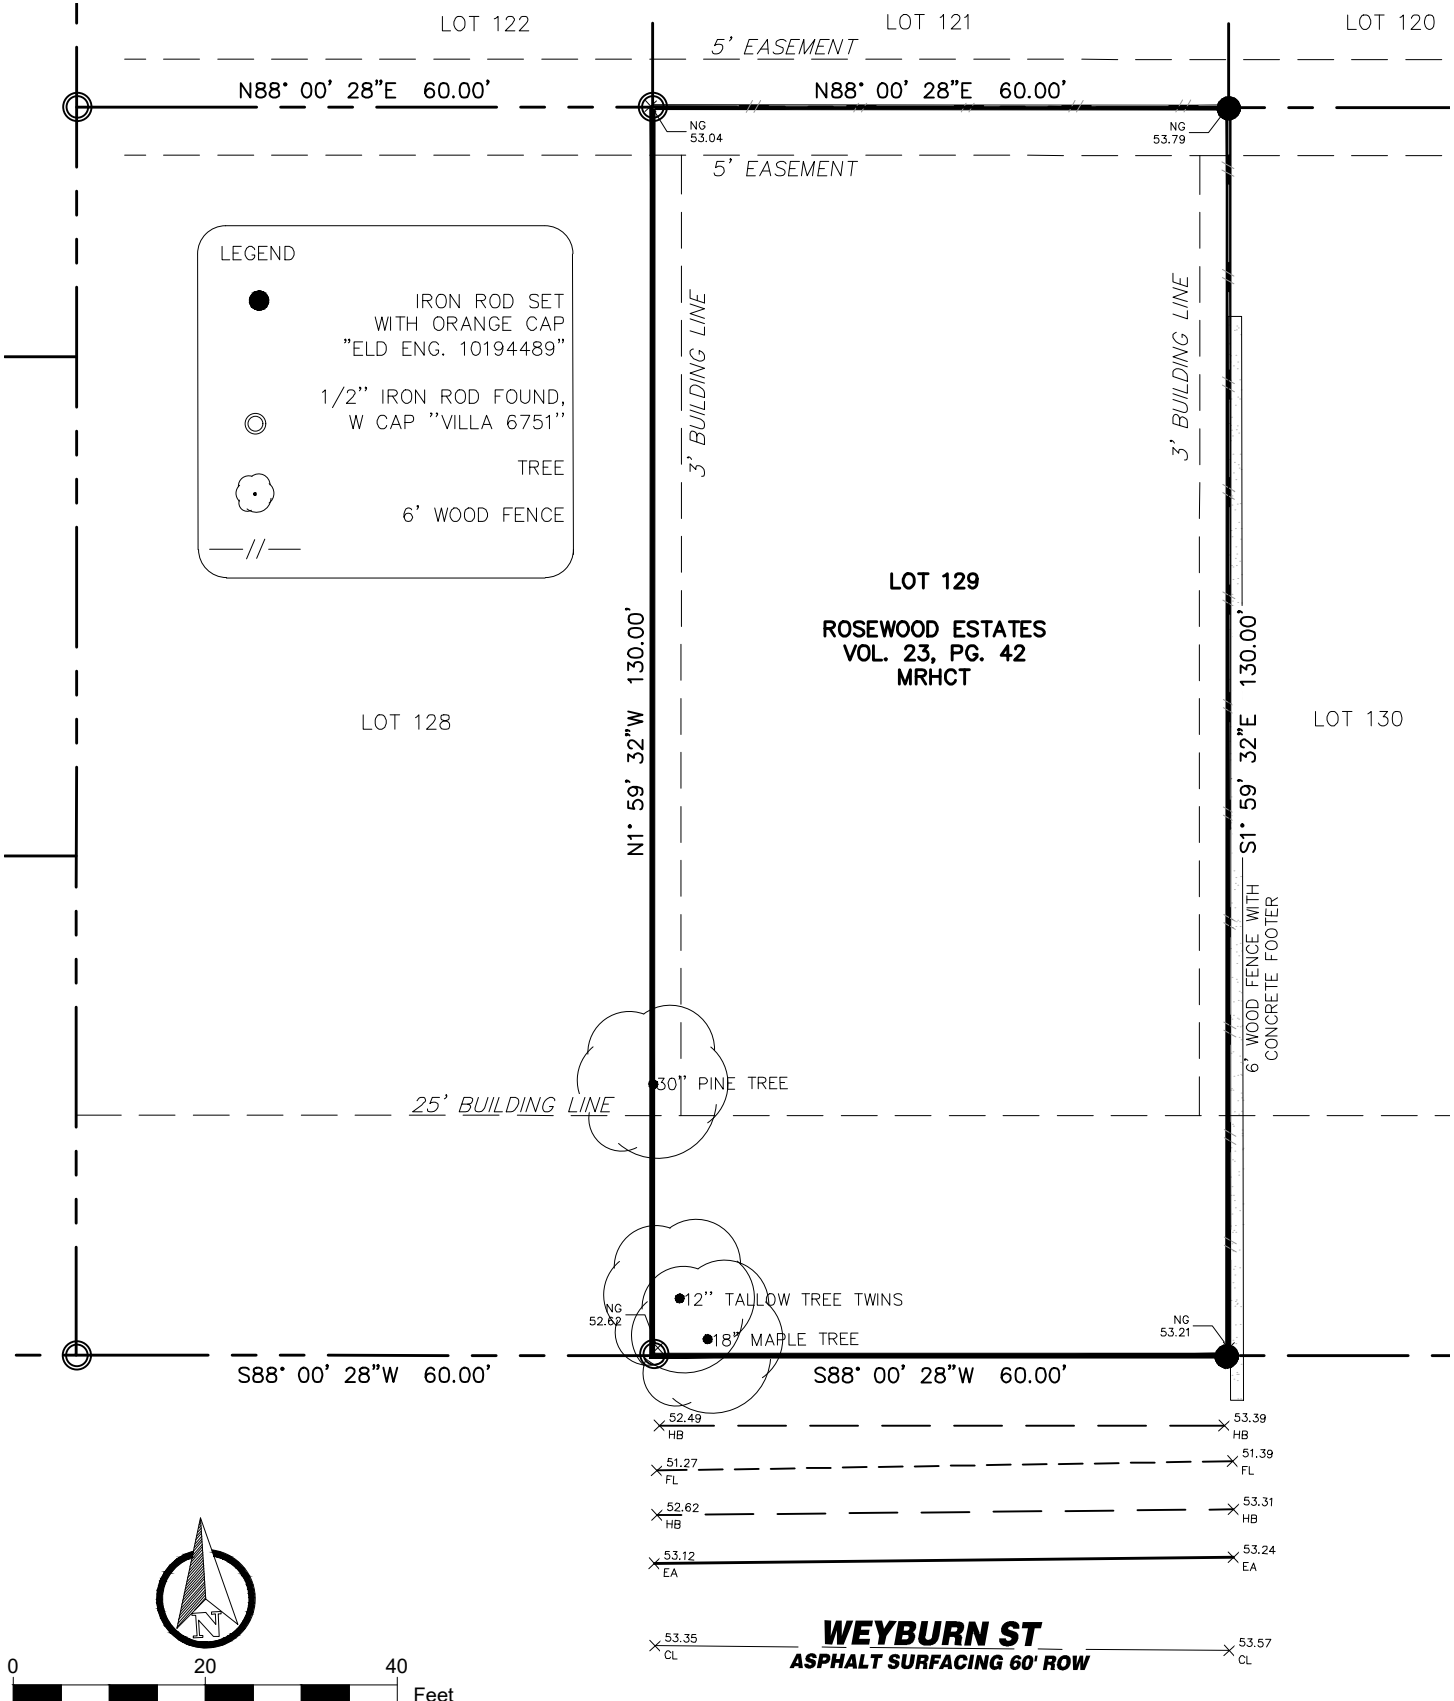 LOT 122
LOT 121
LOT 120
5' EASEMENT
N88° 00' 28"E 60.00'
N88° 00' 28"E 60.00'
NG
53.04
NG
53.79
5' EASEMENT
LEGEND
IRON ROD SET
WITH ORANGE CAP
"ELD ENG. 10194489"
1/2'' IRON ROD FOUND,
W CAP ''VILLA 6751''
TREE
6' WOOD FENCE
3' BUILDING LINE
3' BUILDING LINE
LOT 129
ROSEWOOD ESTATES
VOL. 23, PG. 42
MRHCT
N1° 59' 32"W 130.00'
S1° 59' 32"E 130.00'
LOT 128
LOT 130
6' WOOD FENCE WITH
CONCRETE FOOTER
30'' PINE TREE
25' BUILDING LINE
12'' TALLOW TREE TWINS
NG
52.62
18" MAPLE TREE
NG
53.21
S88° 00' 28"W 60.00'
S88° 00' 28"W 60.00'
52.49
HB
53.39
HB
51.27
FL
51.39
FL
52.62
HB
53.31
HB
53.12
EA
53.24
EA
N
WEYBURN ST
ASPHALT SURFACING 60' ROW
53.35
CL
53.57
CL
0 20 40
Feet